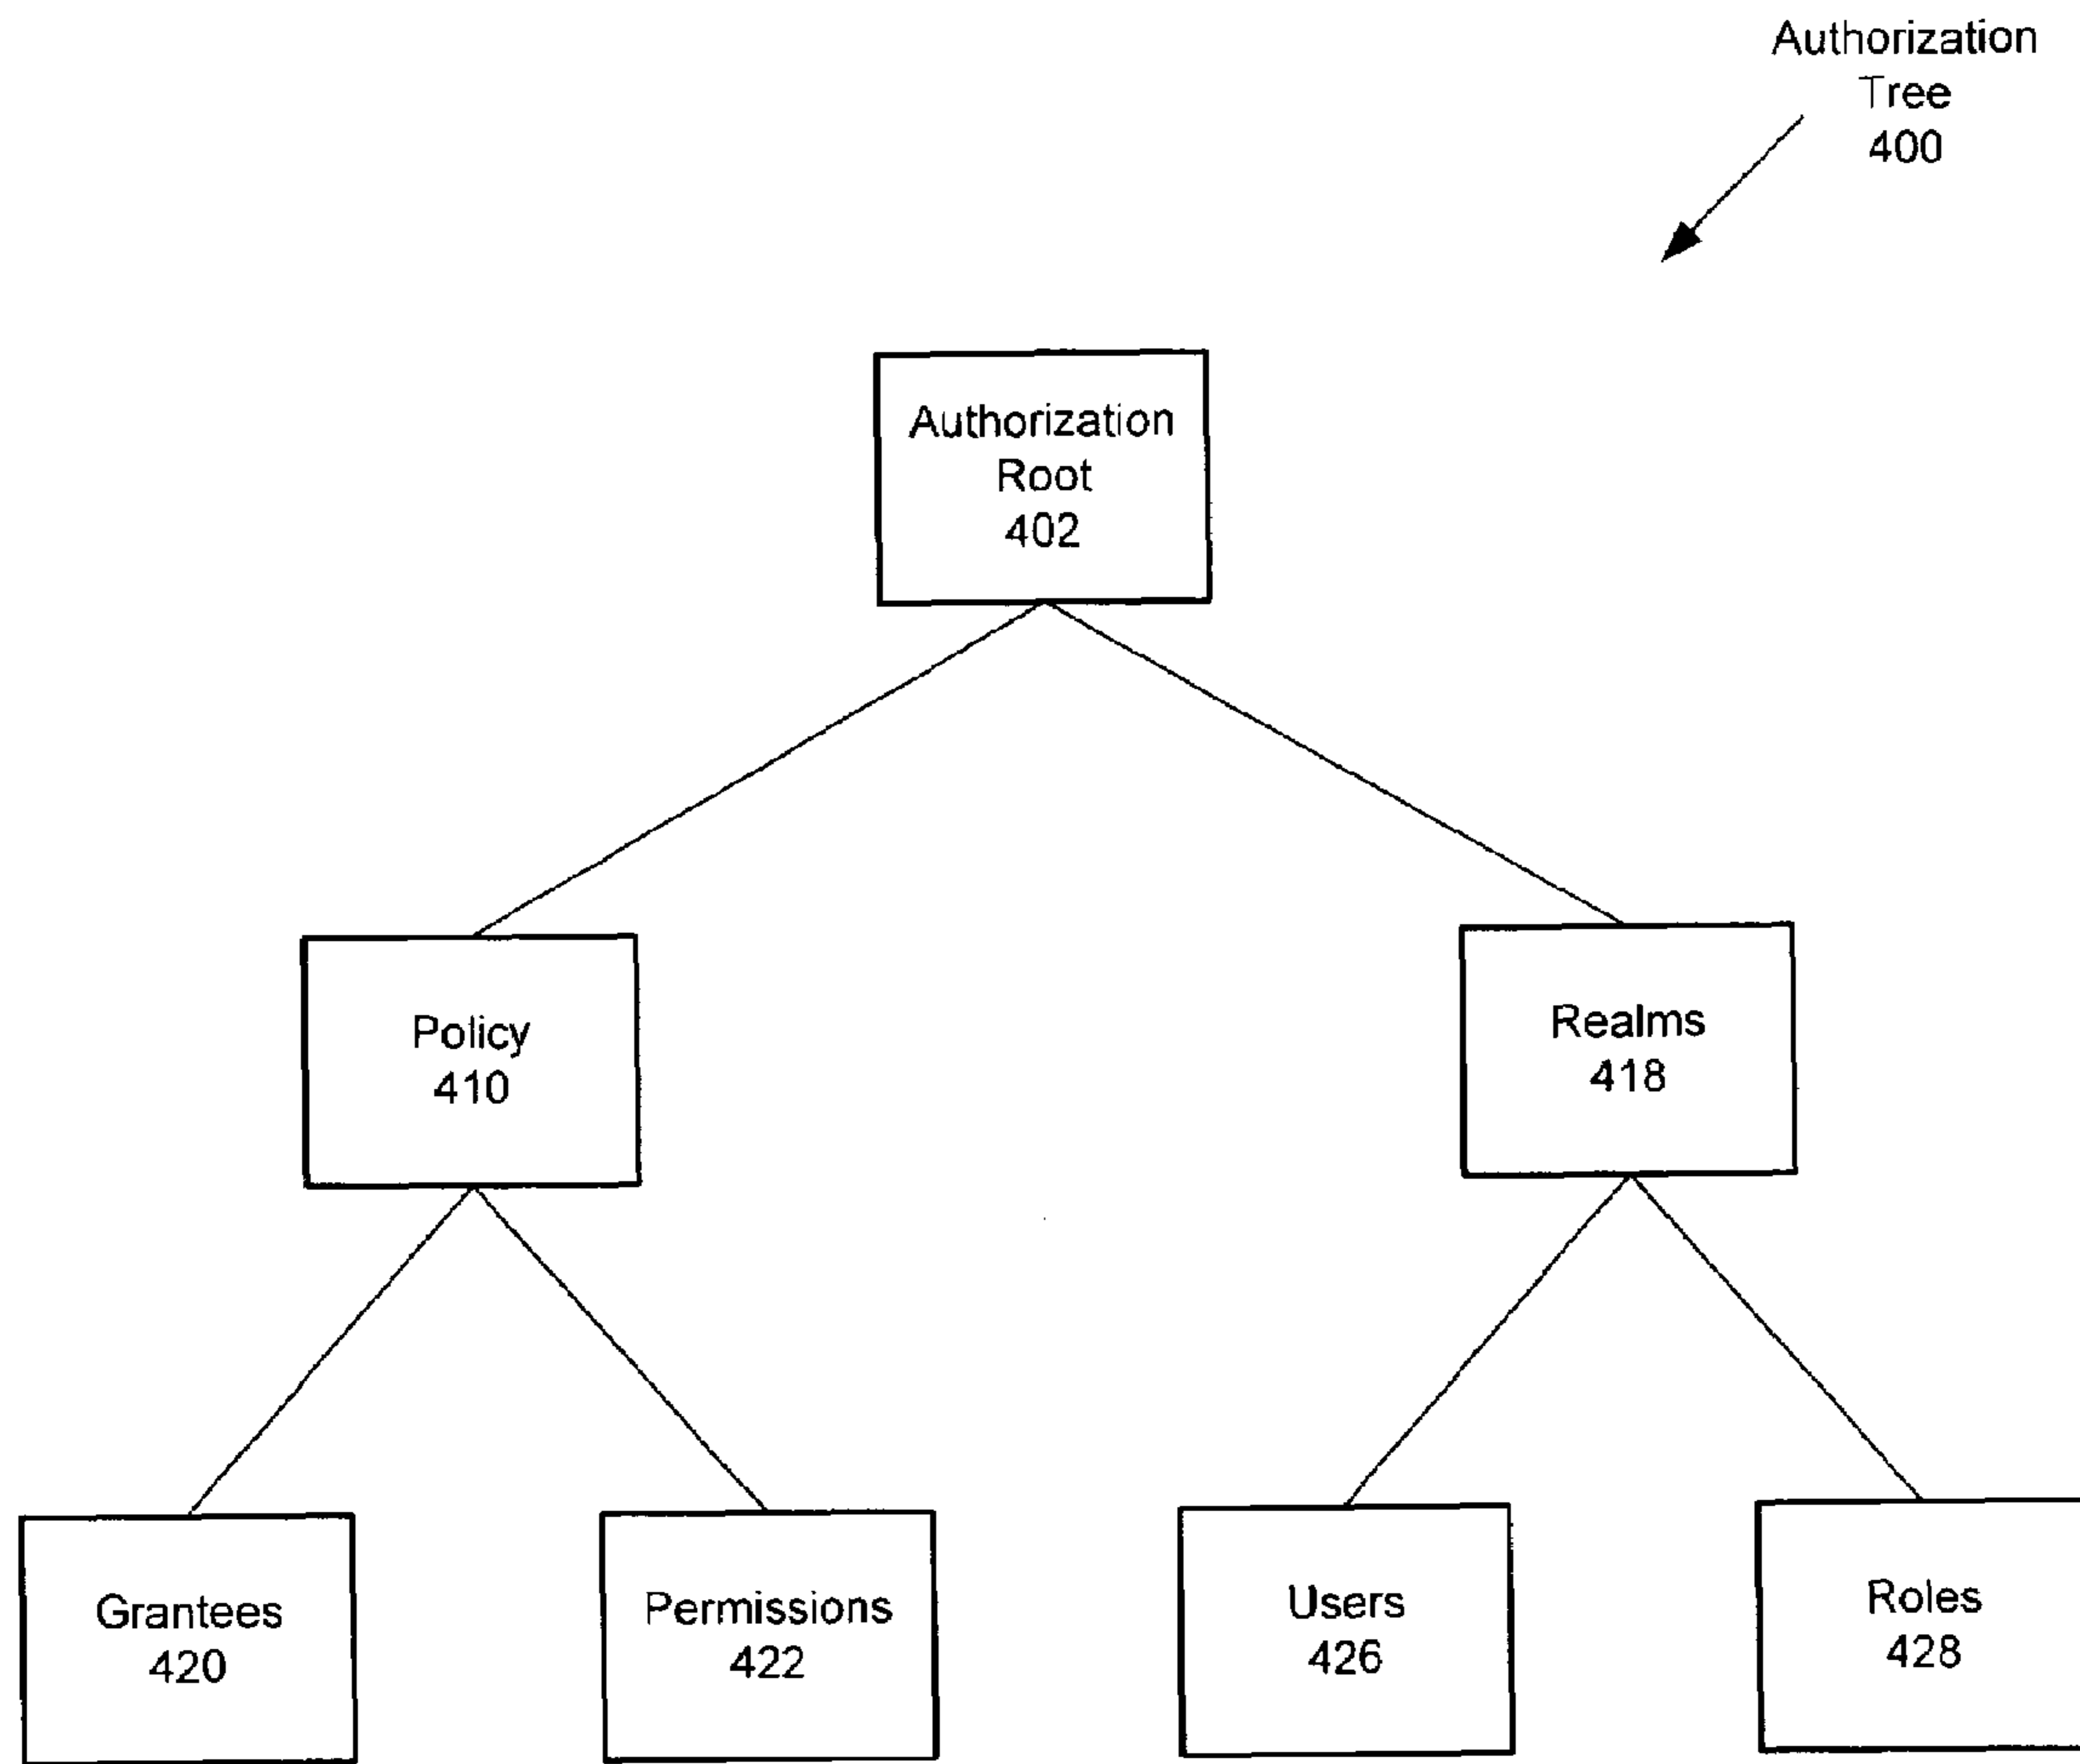 Authorization
Tree
400
Authorization
Root
402
Policy
410
Realms
418
Grantees
420
Permissions
422
Users
426
Roles
428